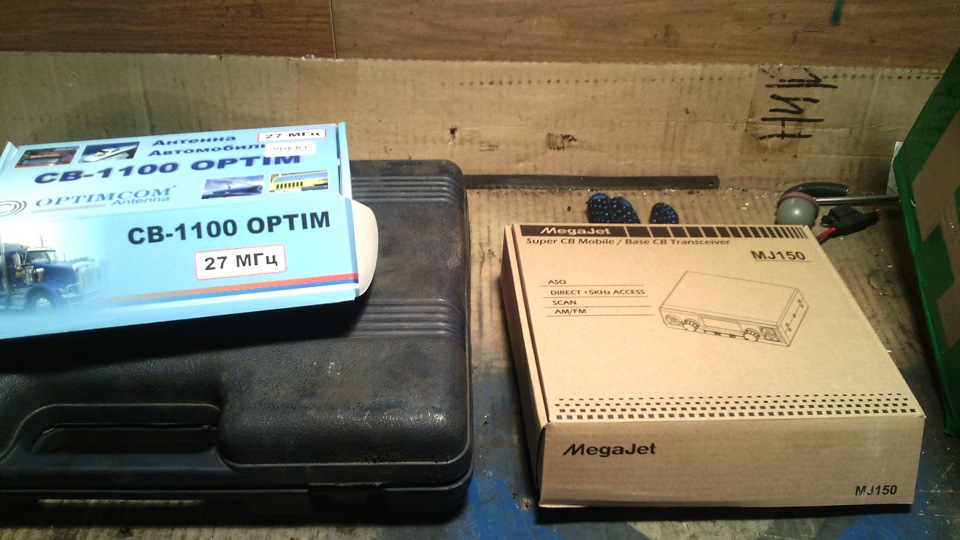 27 МГц
Антенна
Автомобиль
CB-1100 OPTIM
OPTIMCOM
Антенна
CB-1100 OPTIM
27 МГц
MegaJet
Super CB Mobile / Base CB Transceiver
MJ150
ASQ
DIRECT +5KHz ACCESS
SCAN
AM/FM
MegaJet
MJ150